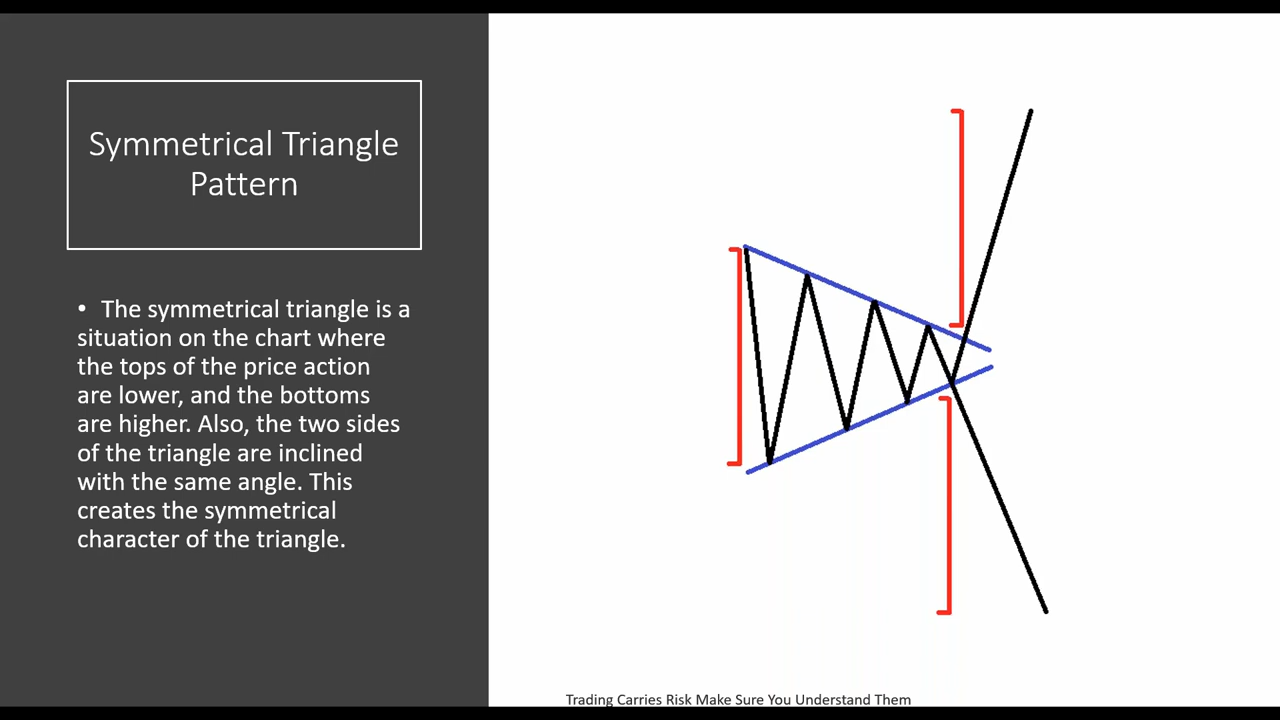 Symmetrical Triangle
Pattern
• The symmetrical triangle is a
situation on the chart where
the tops of the price action
are lower, and the bottoms
are higher. Also, the two sides
of the triangle are inclined
with the same angle. This
creates the symmetrical
character of the triangle.
Trading Carries Risk Make Sure You Understand Them